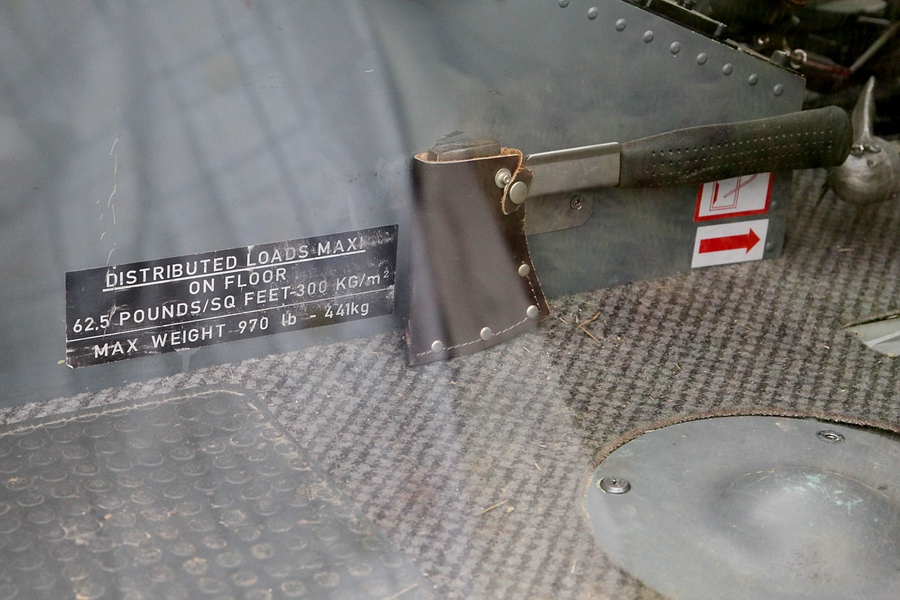 DISTRIBUTED LOADS MAXI
ON FLOOR
62.5 POUNDS/SQ FEET-300 KG/m²
MAX WEIGHT 970 lb - 441kg